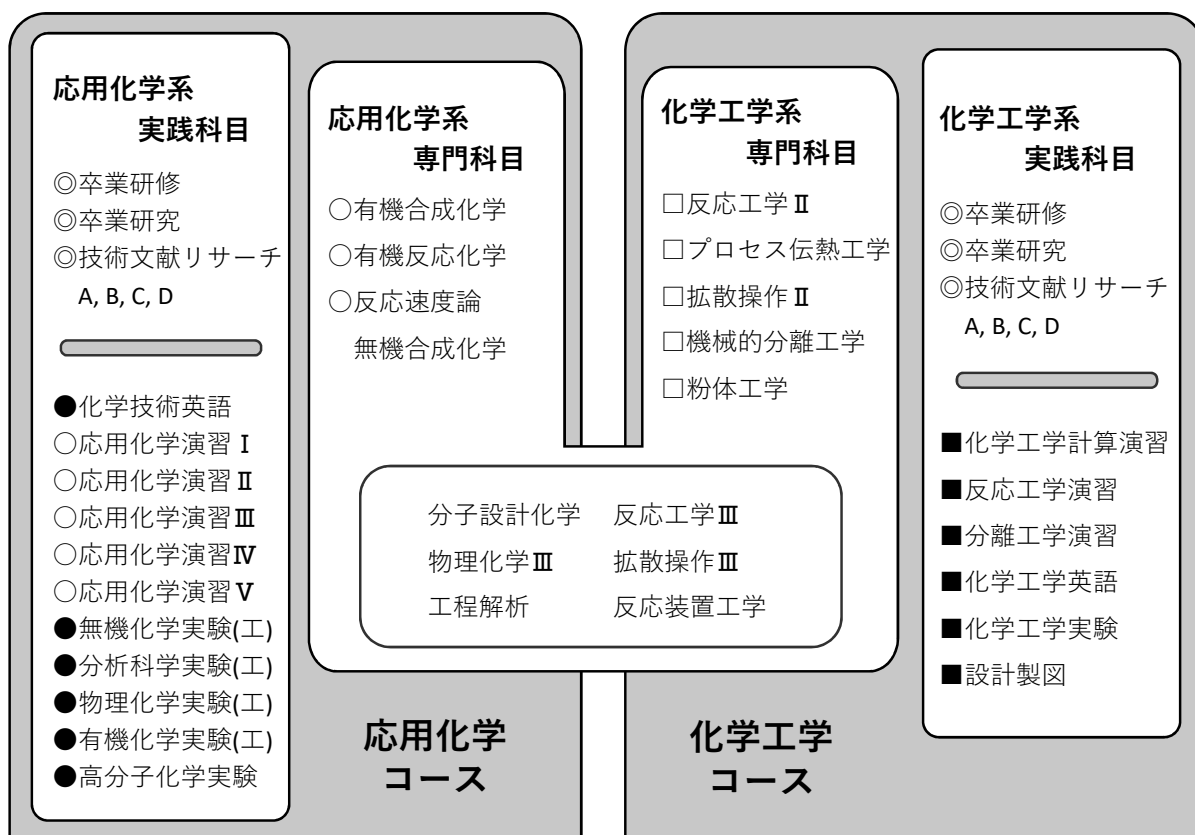 応用化学系
実践科目
◎卒業研修
◎卒業研究
◎技術文献リサーチ
A, B, C, D
●化学技術英語
○応用化学演習Ⅰ
○応用化学演習Ⅱ
○応用化学演習Ⅲ
○応用化学演習Ⅳ
○応用化学演習Ⅴ
●無機化学実験(工)
●分析科学実験(工)
●物理化学実験(工)
●有機化学実験(工)
●高分子化学実験
応用化学系
専門科目
○有機合成化学
○有機反応化学
○反応速度論
無機合成化学
化学工学系
専門科目
□反応工学Ⅱ
□プロセス伝熱工学
□拡散操作Ⅱ
□機械的分離工学
□粉体工学
分子設計化学 反応工学Ⅲ
物理化学Ⅲ 拡散操作Ⅲ
工程解析 反応装置工学
応用化学
コース
化学工学
コース
化学工学系
実践科目
◎卒業研修
◎卒業研究
◎技術文献リサーチ
A, B, C, D
■化学工学計算演習
■反応工学演習
■分離工学演習
■化学工学英語
■化学工学実験
■設計製図